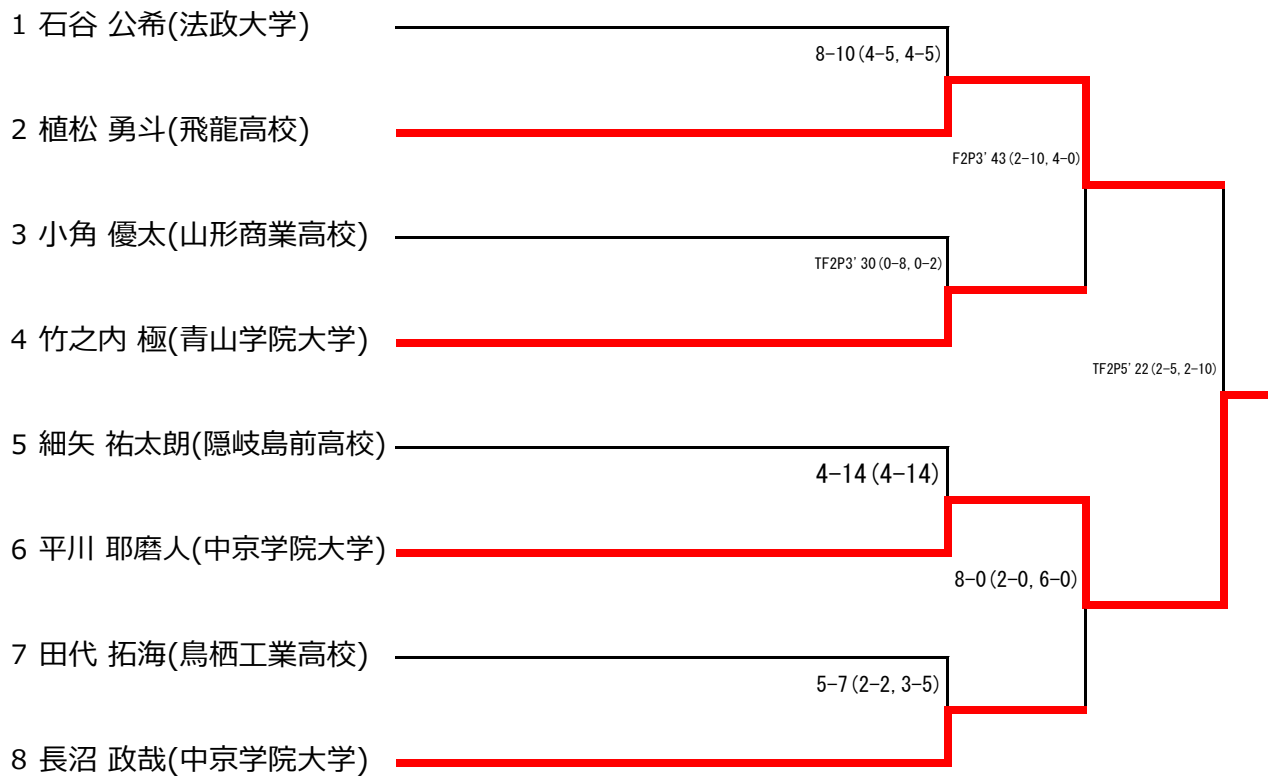 1 石谷 公希(法政大学)
8-10(4-5, 4-5)
2 植松 勇斗(飛龍高校)
F2P3'43(2-10, 4-0)
3 小角 優太(山形商業高校)
TF2P3'30(0-8, 0-2)
4 竹之内 極(青山学院大学)
TF2P5'22(2-5, 2-10)
5 細矢 祐太朗(隠岐島前高校)
4-14(4-14)
6 平川 耶磨人(中京学院大学)
8-0(2-0, 6-0)
7 田代 拓海(鳥栖工業高校)
5-7(2-2, 3-5)
8 長沼 政哉(中京学院大学)